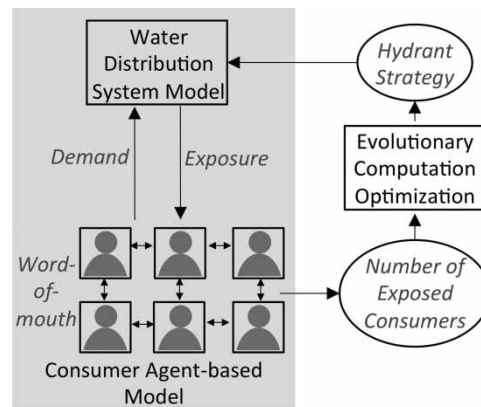 Water
Distribution
System Model
Hydrant
Strategy
Demand
Exposure
Evolutionary
Computation
Optimization
Word-
of-
mouth
Number of
Exposed
Consumers
Consumer Agent-based
Model